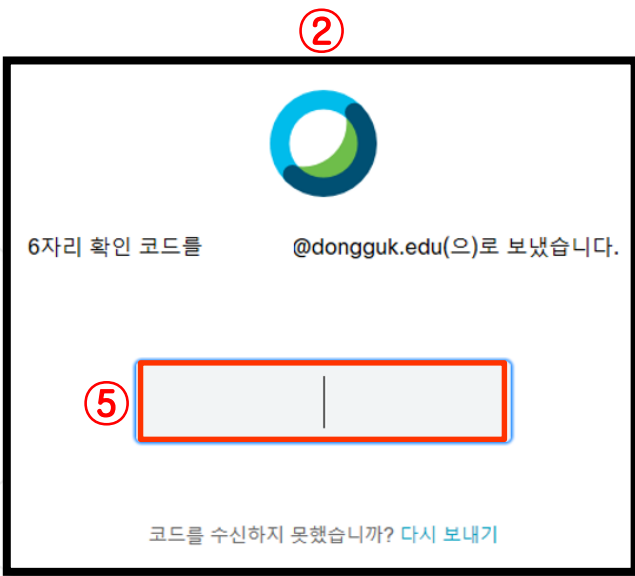 ②
6자리 확인 코드를 @dongguk.edu(으)로 보냈습니다.
⑤
코드를 수신하지 못했습니까? 다시 보내기